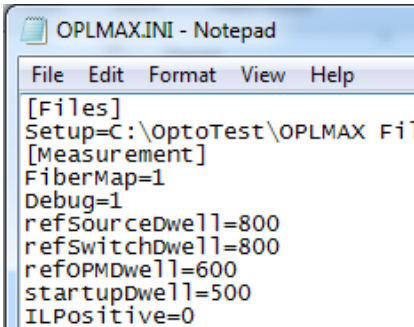 OPLMAX.INI - Notepad
File Edit Format View Help
[Files]
Setup=C:\OptoTest\OPLMAX Fil
[Measurement]
FiberMap=1
Debug=1
refSourceDwell=800
refSwitchDwell=800
refOPMDwell=600
startupDwell=500
ILPositive=0